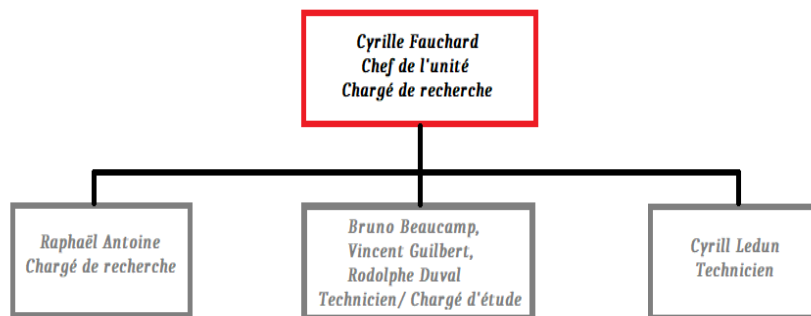 Cyrille Fauchard
Chef de l'unité
Chargé de recherche
Raphaël Antoine
Chargé de recherche
Bruno Beaucamp,
Vincent Guilbert,
Rodolphe Duval
Technicien/ Chargé d'étude
Cyrill Ledun
Technicien